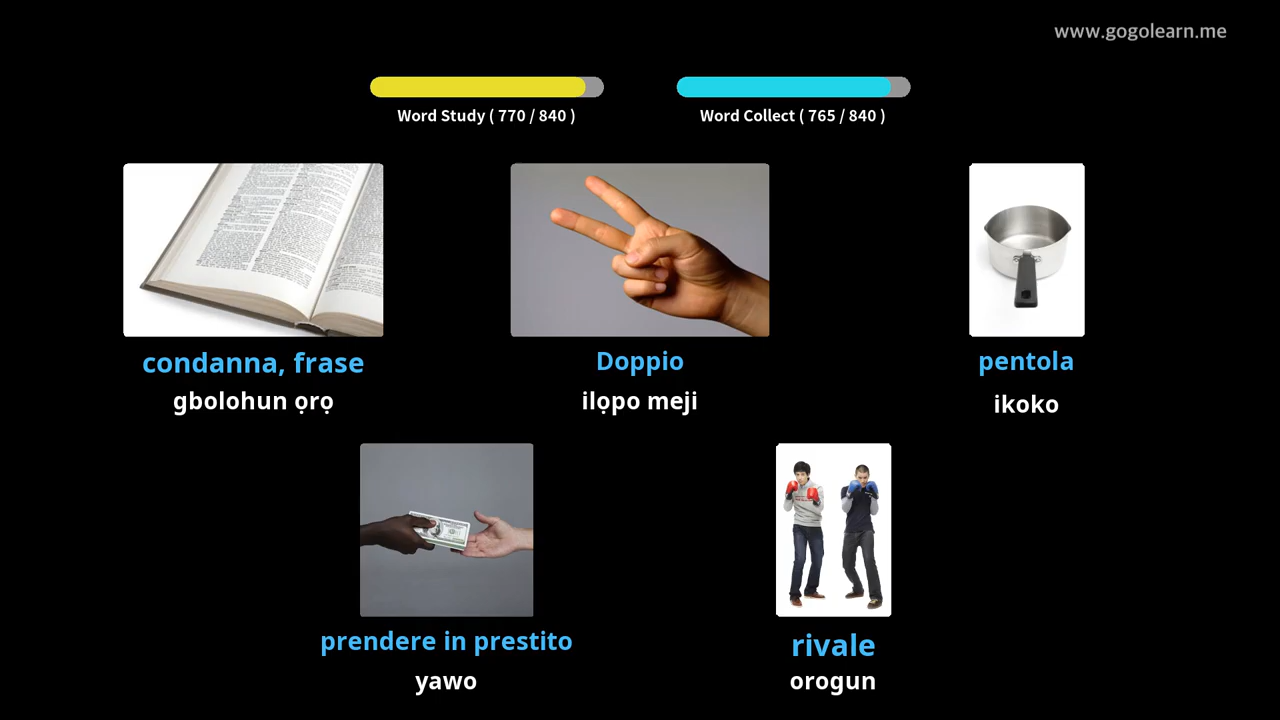 www.gogolearn.me
Word Study ( 770 / 840 )
Word Collect ( 765 / 840 )
condanna, frase
gbolohun ọrọ
Doppio
ilọpo meji
pentola
ikoko
prendere in prestito
yawo
rivale
orogun